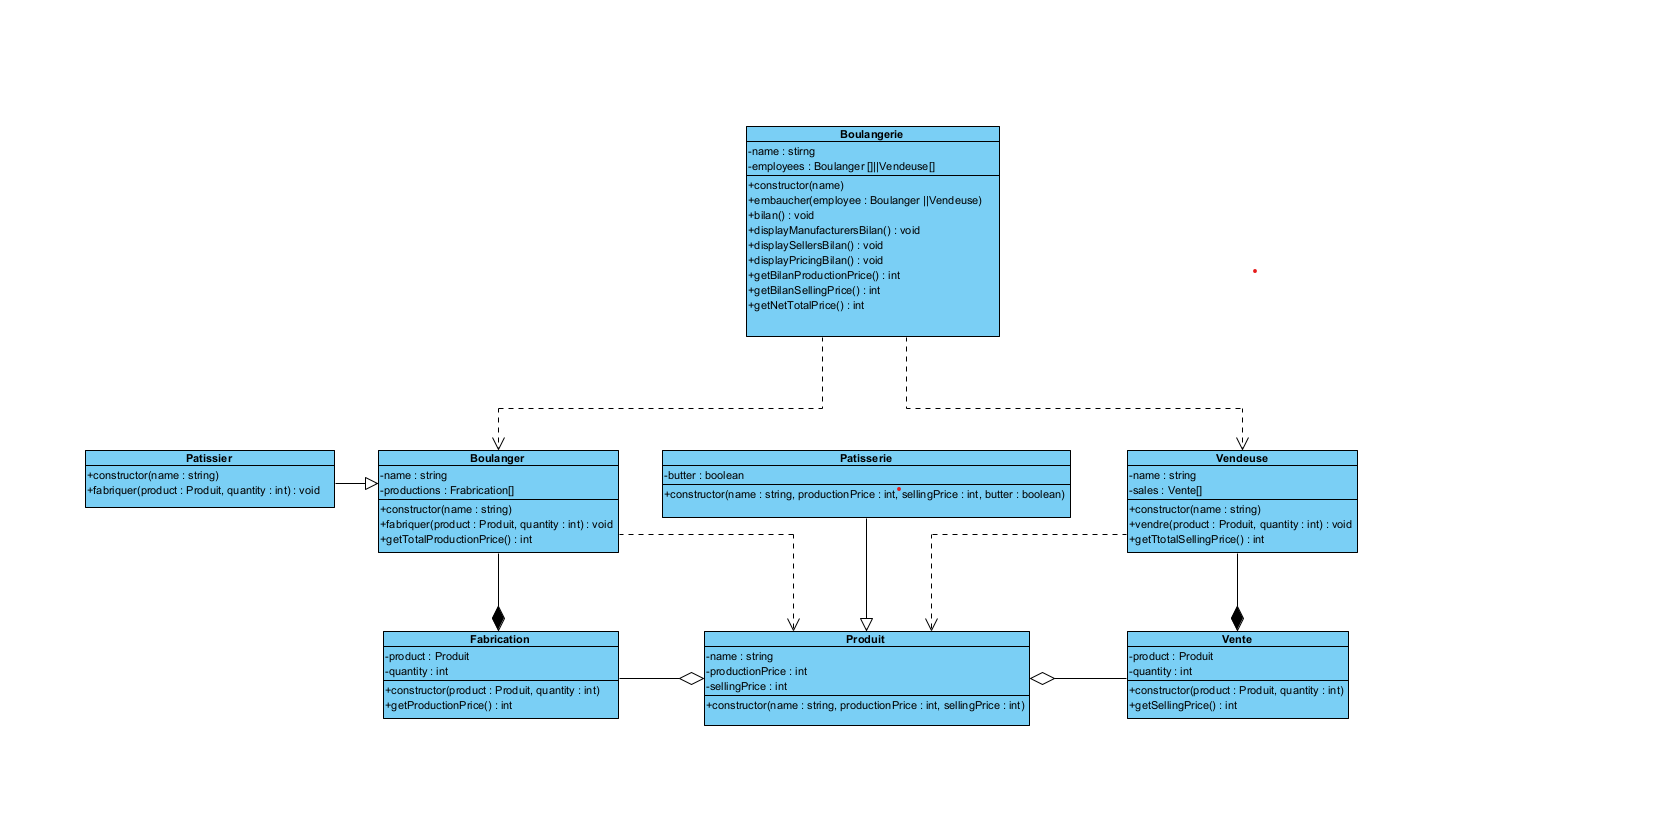 Boulangerie
-name : stirng
-employees : Boulanger []||Vendeuse[]
+constructor(name)
+embaucher(employee : Boulanger ||Vendeuse)
+bilan() : void
+displayManufacturersBilan() : void
+displaySellersBilan() : void
+displayPricingBilan() : void
+getBilanProductionPrice() : int
+getBilanSellingPrice() : int
+getNetTotalPrice() : int
Patissier
+constructor(name : string)
+fabriquer(product : Produit, quantity : int) : void
Boulanger
-name : string
-productions : Frabrication[]
+constructor(name : string)
+fabriquer(product : Produit, quantity : int) : void
+getTotalProductionPrice() : int
Patisserie
-butter : boolean
+constructor(name : string, productionPrice : int, sellingPrice : int, butter : boolean)
Vendeuse
-name : string
-sales : Vente[]
+constructor(name : string)
+vendre(product : Produit, quantity : int) : void
+getTtotalSellingPrice() : int
Fabrication
-product : Produit
-quantity : int
+constructor(product : Produit, quantity : int)
+getProductionPrice() : int
Produit
-name : string
-productionPrice : int
-sellingPrice : int
+constructor(name : string, productionPrice : int, sellingPrice : int)
Vente
-product : Produit
-quantity : int
+constructor(product : Produit, quantity : int)
+getSellingPrice() : int